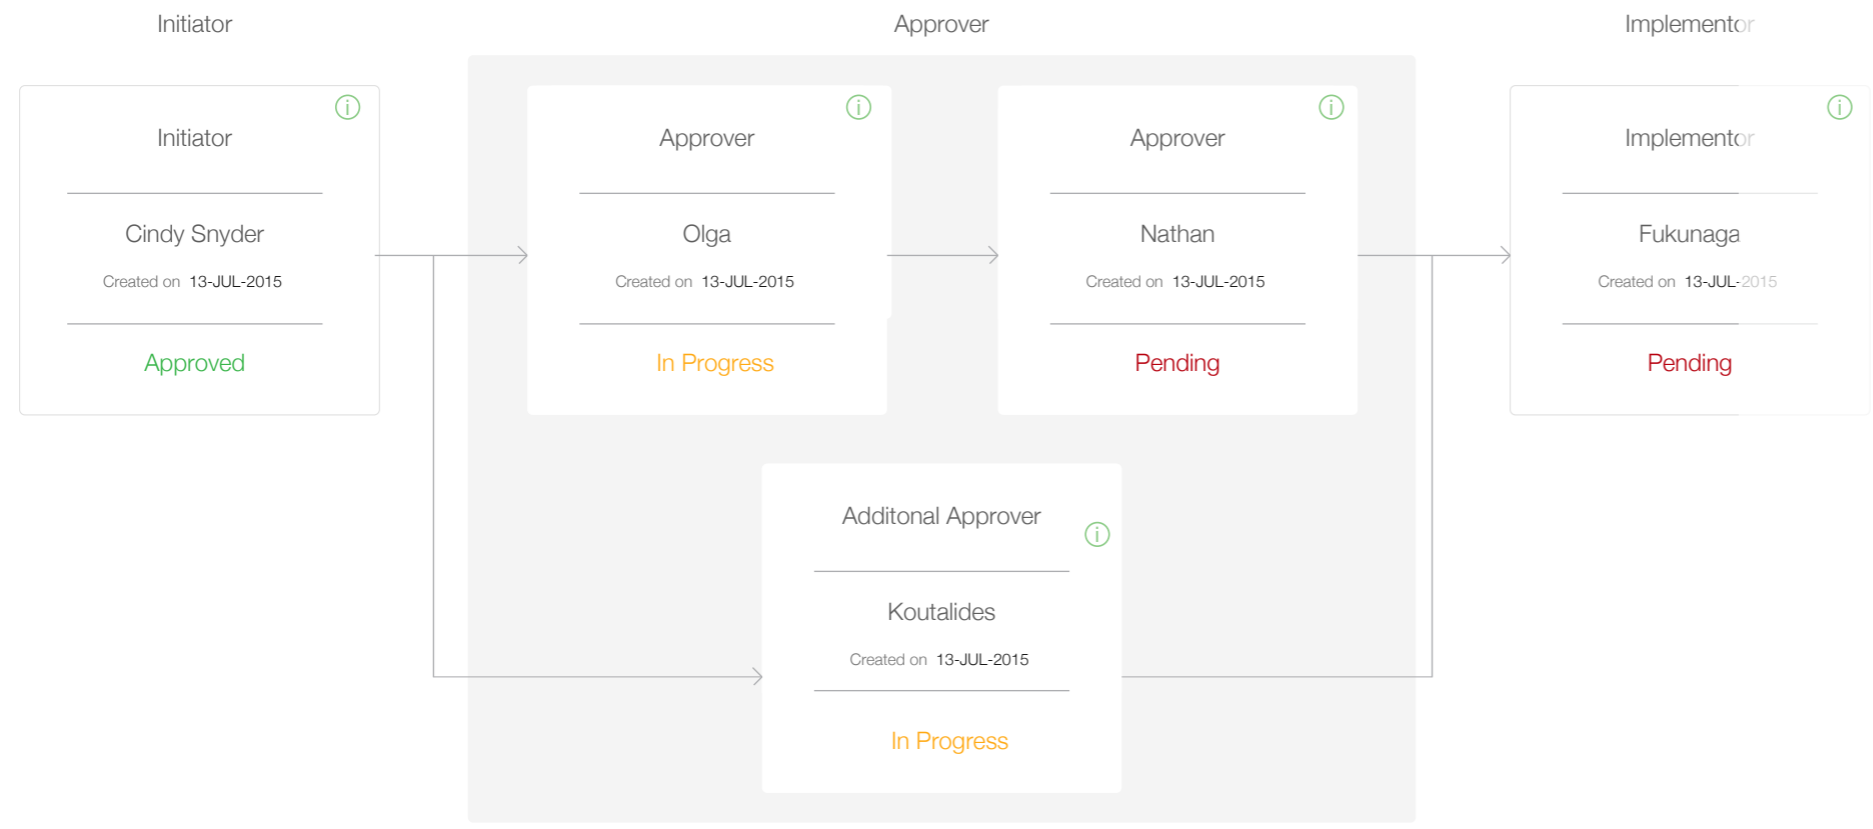 Initiator
Approver
Implementor
Initiator
Cindy Snyder
Created on 13-JUL-2015
Approved
Approver
Olga
Created on 13-JUL-2015
In Progress
Approver
Nathan
Created on 13-JUL-2015
Pending
Implementor
Fukunaga
Created on 13-JUL-2015
Pending
Additonal Approver
Koutalides
Created on 13-JUL-2015
In Progress